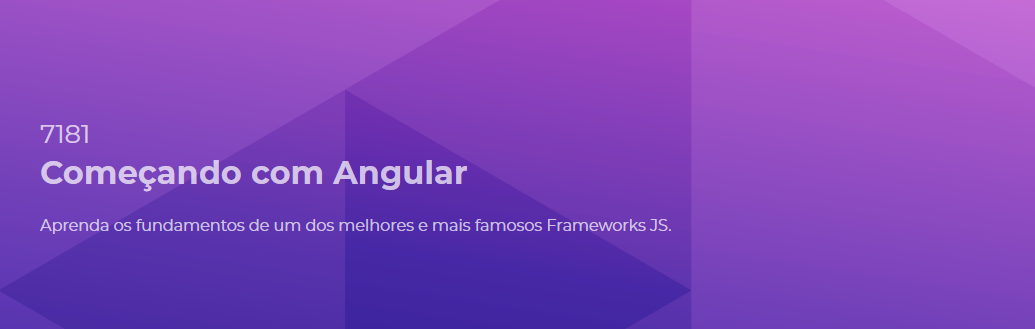 7181
Começando com Angular
Aprenda os fundamentos de um dos melhores e mais famosos Frameworks JS.